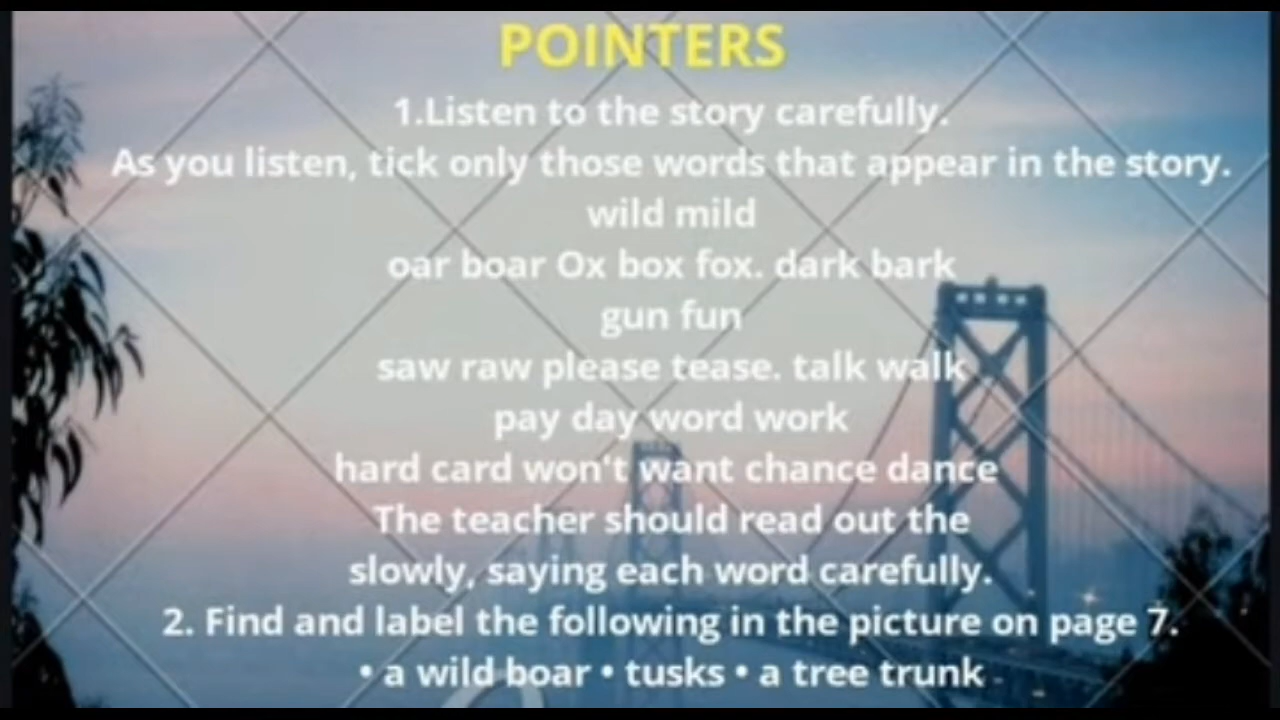 POINTERS
1.Listen to the story carefully.
As you listen, tick only those words that appear in the story.
wild mild
oar boar Ox box fox. dark bark
gun fun
saw raw please tease. talk walk
pay day word work
hard card won't want chance dance
The teacher should read out the
slowly, saying each word carefully.
2. Find and label the following in the picture on page 7.
• a wild boar • tusks • a tree trunk